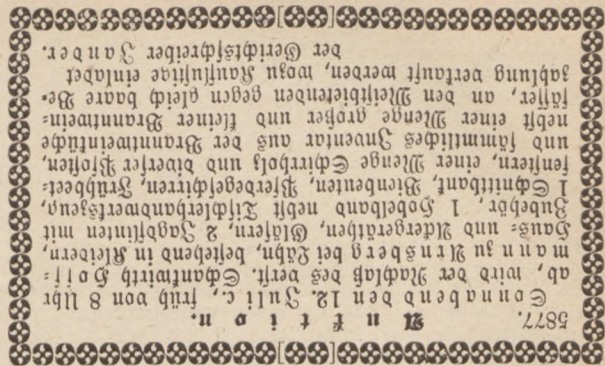 5877. Auktion.
Sonnabend den 12. Juli c., früh von 8 Uhr
ab, wird der Nachlaß des verst. Schankwirth Hoff-
mann zu Arnsberg bei Lähn, bestehend in Kleidern,
Haus- und Ackergeräthen, Gläsern, 2 Jagdflinten mit
Zubehör, 1 Hobelbank nebst Tischlerhandwerkszeug,
1 Schnittbank, Bienbeuten, Pferdegeschirren, Frühbeet-
fenstern, einer Menge Schirrholz und diverser Pfosten,
und sämmtliches Inventar aus der Branntweinküche
nebst einer Menge großer und kleiner Branntwein-
fässer, an den Meistbietenden gegen gleich baare Be-
zahlung verkauft werden, wozu Kauflustige einladet
der Gerichtsschreiber Zander.